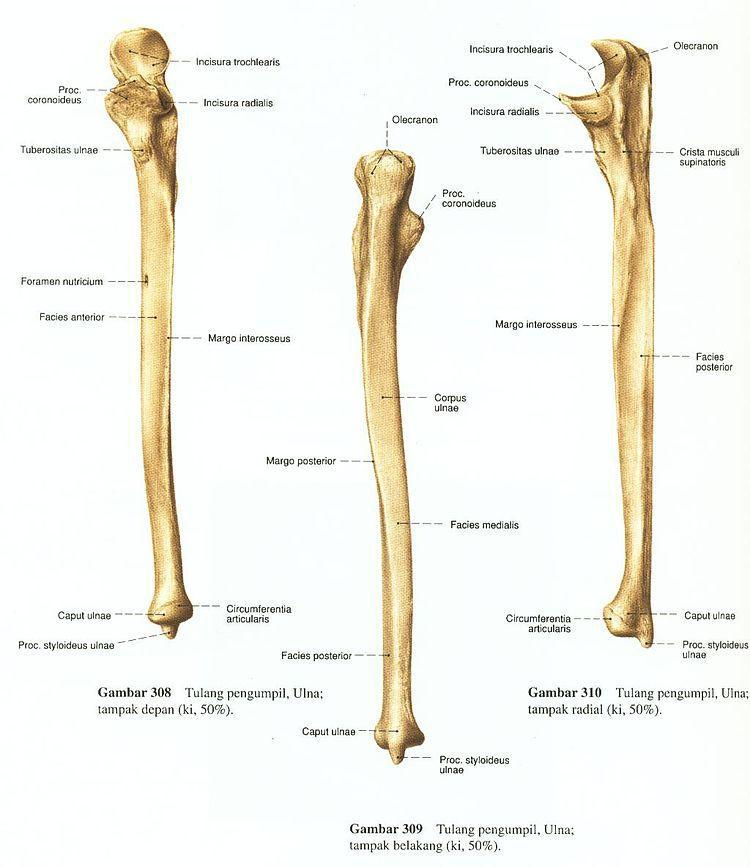 Incisura trochlearis
Proc.
coronoideus
Incisura radialis
Tuberositas ulnae
Foramen nutricium
Facies anterior
Margo interosseus
Caput ulnae
Circumferentia
articularis
Proc. styloideus ulnae
Gambar 308 Tulang pengumpil, Ulna;
tampak depan (ki, 50%).
Olecranon
Proc.
coronoideus
Corpus
ulnae
Margo posterior
Facies medialis
Facies posterior
Caput ulnae
Proc. styloideus
ulnae
Gambar 309 Tulang pengumpil, Ulna;
tampak belakang (ki, 50%).
Incisura trochlearis
Olecranon
Proc. coronoideus
Incisura radialis
Tuberositas ulnae
Crista musculi
supinatoris
Margo interosseus
Facies
posterior
Circumferentia
articularis
Caput ulnae
Proc. styloideus
ulnae
Gambar 310 Tulang pengumpil, Ulna;
tampak radial (ki, 50%).